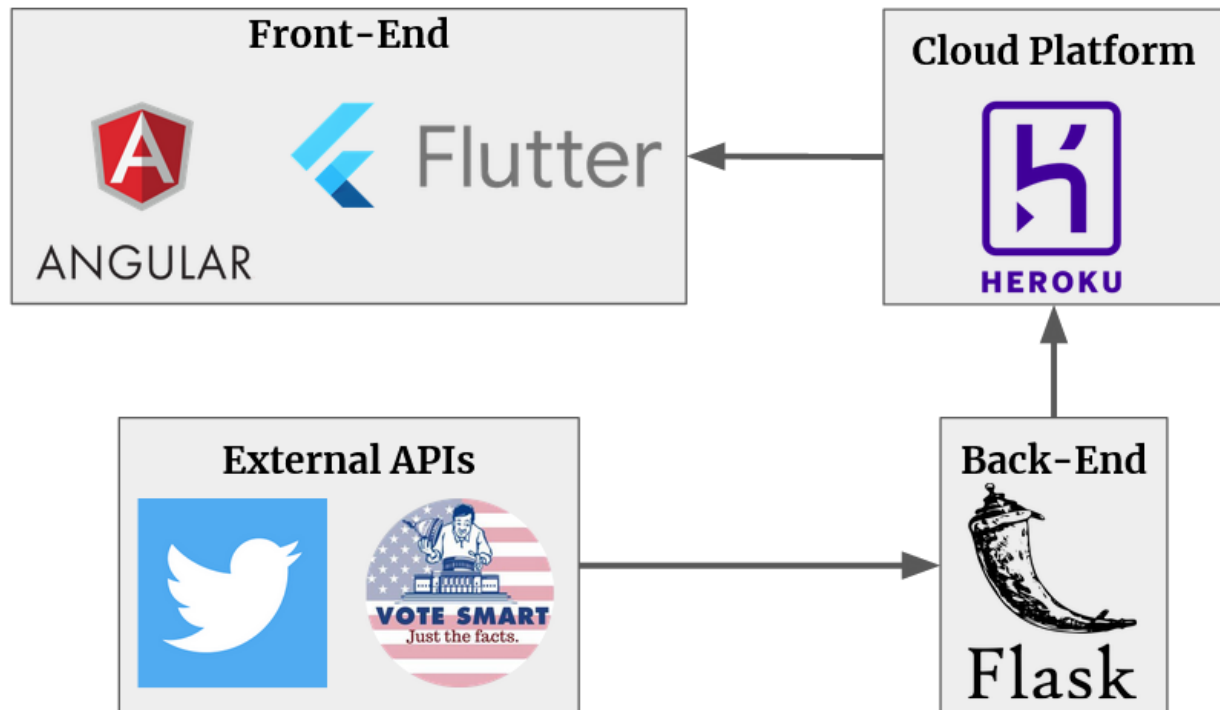 Front-End
Flutter
ANGULAR
Cloud Platform
HEROKU
External APIs
VOTE SMART
Just the facts.
Back-End
Flask